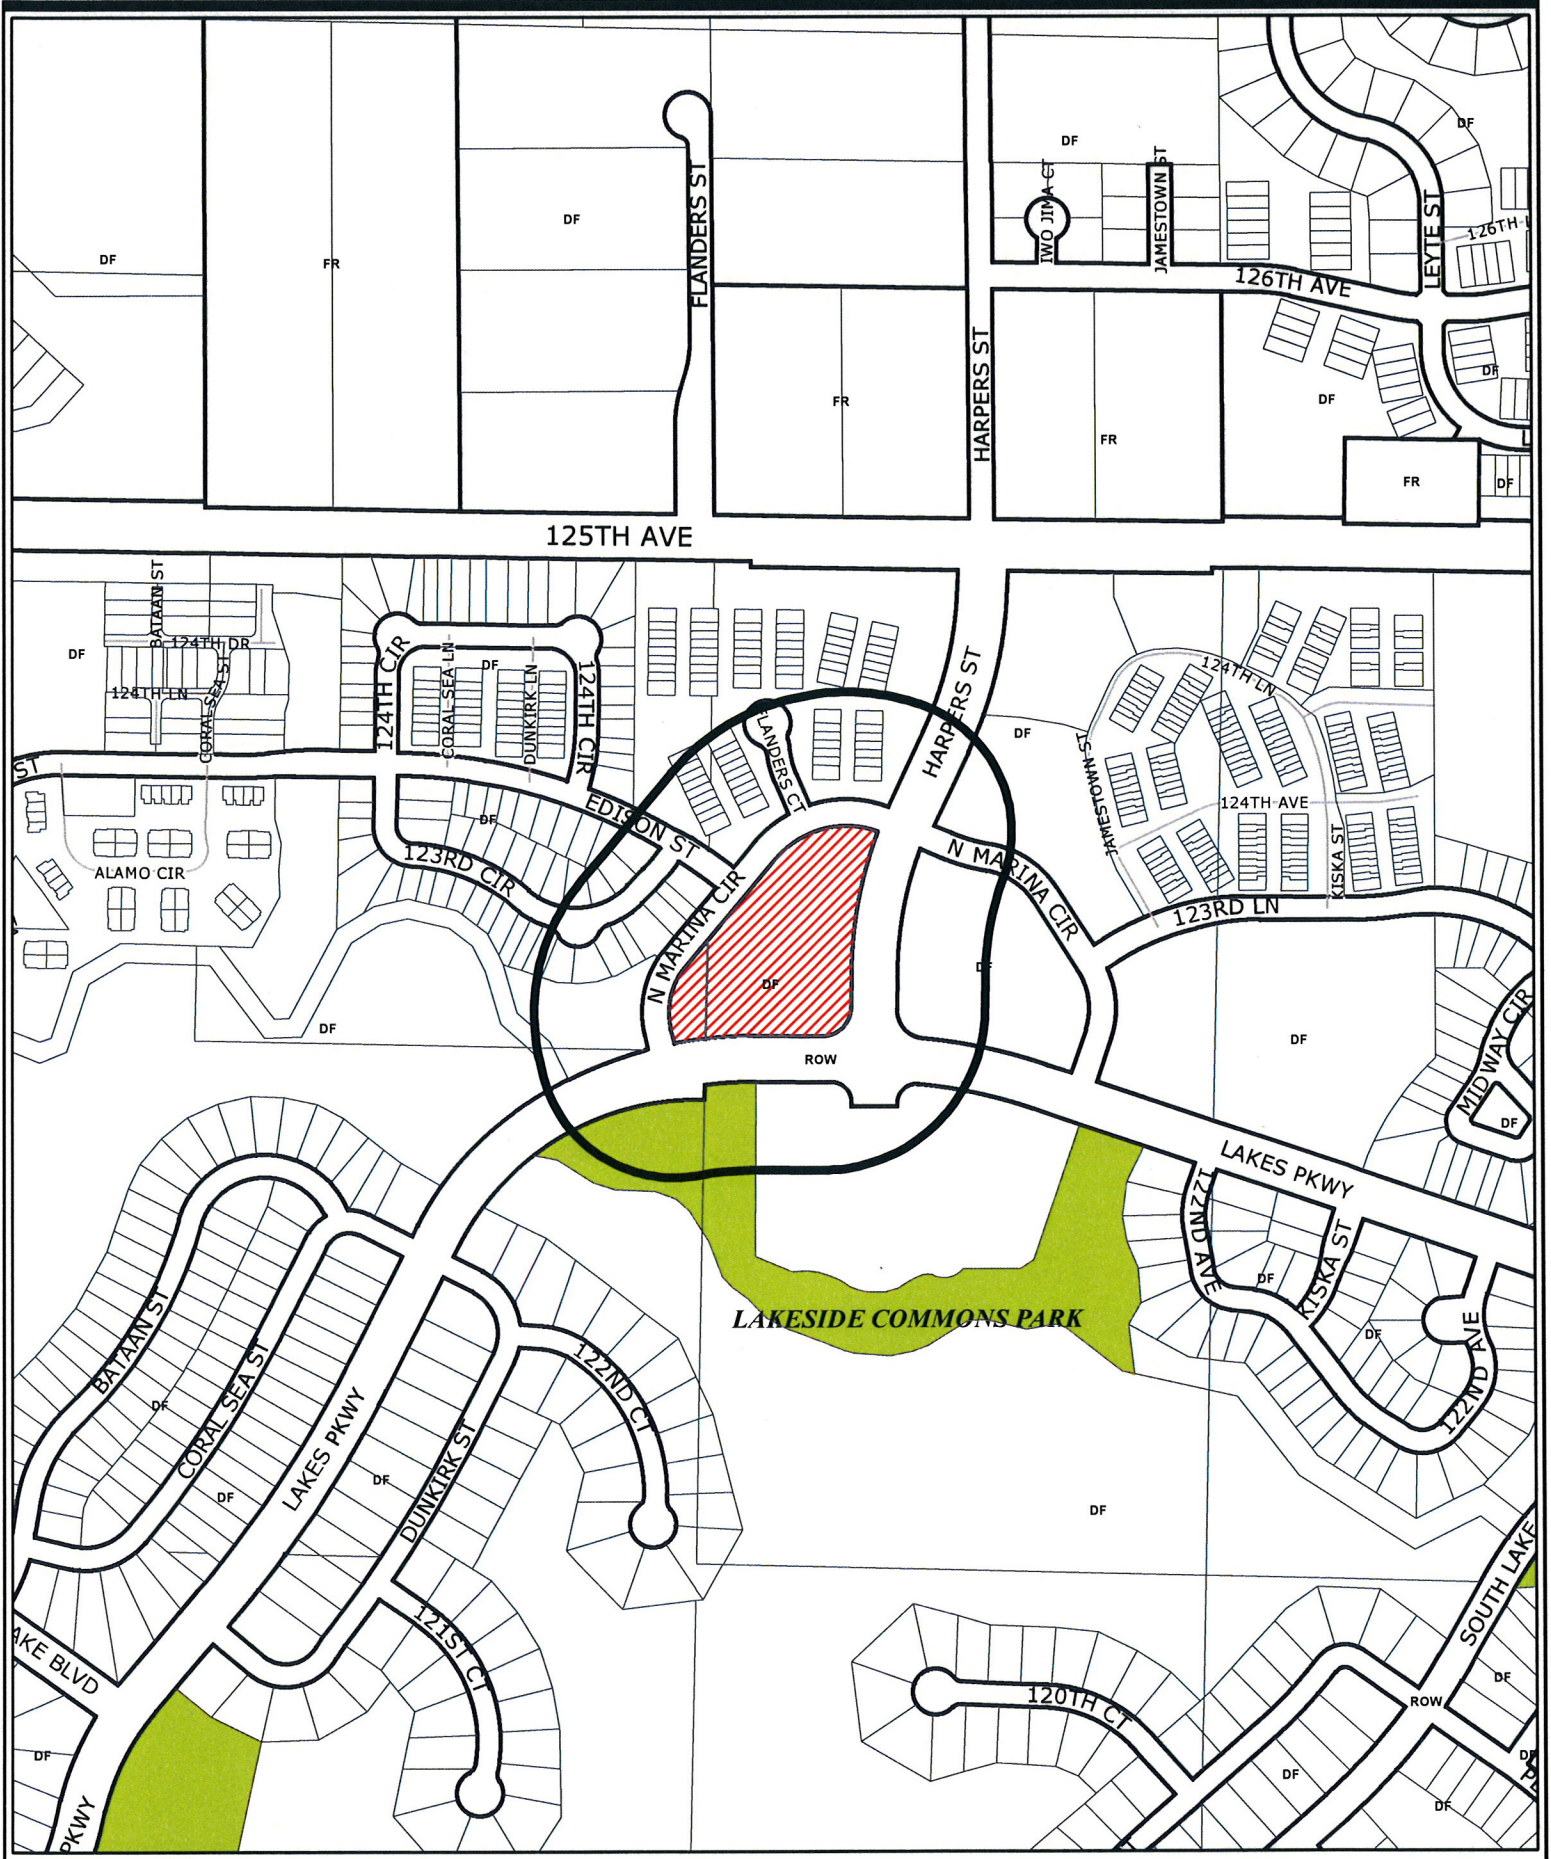 DF
DF
IWO JIMA CT
JAMESTOWN ST
FLANDERS ST
DF
LEYTE ST
126TH L
DF
FR
126TH AVE
HARPERS ST
DF
FR
DF
FR
FR
DF
L
125TH AVE
BATAAN ST
124TH DR
DF
124TH LN
CORAL SEA ST
124TH CIR
CORAL SEA LN
DF
DUNKIRK LN
124TH CIR
HARPERS ST
124TH LN
ST
FLANDERS CT
DF
JAMESTOWN ST
EDISON ST
DF
124TH AVE
KISKA ST
123RD CIR
ALAMO CIR
N MARINA CIR
N MARINA CIR
123RD LN
DF
DF
DF
DF
MIDWAY CIR
ROW
DF
LAKES PKWY
122ND AVE
KISKA ST
DF
DF
122ND AVE
LAKESIDE COMMONS PARK
BATAAN ST
CORAL SEA ST
DF
DF
LAKES PKWY
DF
DUNKIRK ST
122ND CT
DF
SOUTH LAKE
AKE BLVD
121ST CT
120TH CT
ROW
DF
DF
DF
DF
DF
PKWY